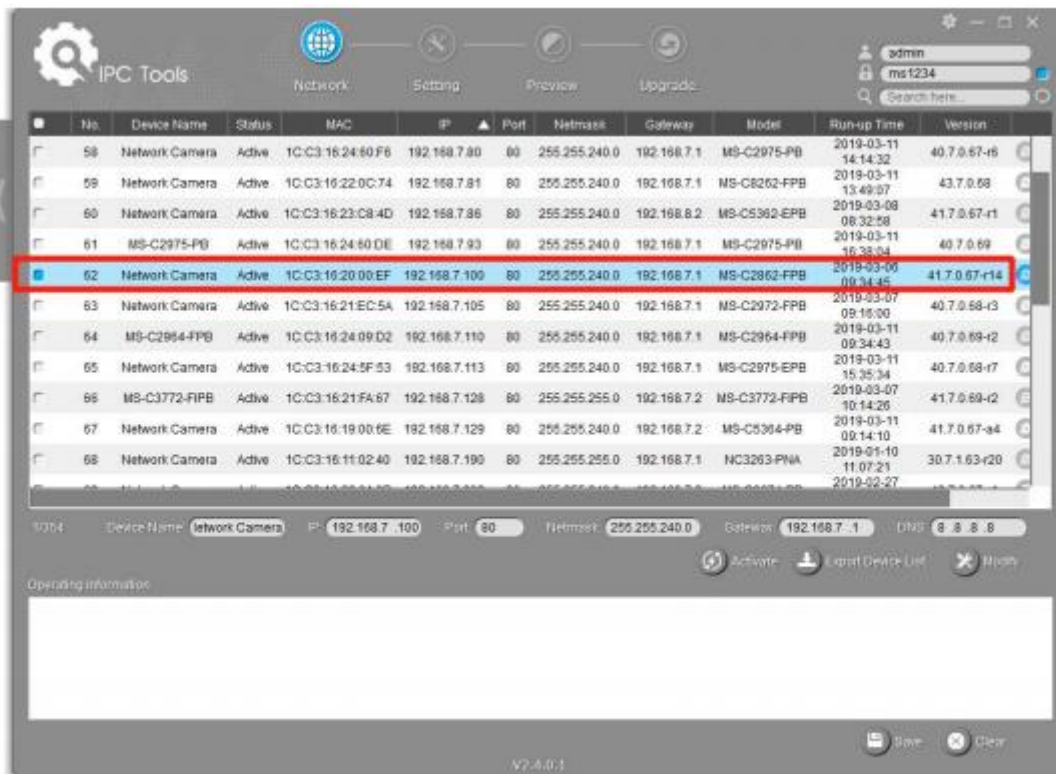 IPC Tools
Network
Setting
Preview
Upgrade
admin
ms1234
Search here...
No. Device Name Status MAC IP Port Netmask Gateway Model Run-up Time Version
58 Network Camera Active 1C:C3:16:24:60:F6 192.168.7.80 80 255.255.240.0 192.168.7.1 MS-C2975-PB 2019-03-11 14:14:32 40.7.0.67-r6
59 Network Camera Active 1C:C3:16:22:0C:74 192.168.7.81 80 255.255.240.0 192.168.7.1 MS-C8262-FPB 2019-03-11 13:49:07 43.7.0.68
60 Network Camera Active 1C:C3:16:23:C8:4D 192.168.7.86 80 255.255.240.0 192.168.8.2 MS-C5362-EPB 2019-03-08 08:32:58 41.7.0.67-r1
61 MS-C2975-PB Active 1C:C3:16:24:60:DE 192.168.7.93 80 255.255.240.0 192.168.7.1 MS-C2975-PB 2019-03-11 16:38:04 40.7.0.69
62 Network Camera Active 1C:C3:16:20:00:EF 192.168.7.100 80 255.255.240.0 192.168.7.1 MS-C2862-FPB 2019-03-06 09:34:45 41.7.0.67-r14
63 Network Camera Active 1C:C3:16:21:EC:5A 192.168.7.105 80 255.255.240.0 192.168.7.1 MS-C2972-FPB 2019-03-07 09:16:00 40.7.0.68-r3
64 MS-C2964-FPB Active 1C:C3:16:24:09:D2 192.168.7.110 80 255.255.240.0 192.168.7.1 MS-C2964-FPB 2019-03-11 09:34:43 40.7.0.69-r2
65 Network Camera Active 1C:C3:16:24:5F:53 192.168.7.113 80 255.255.240.0 192.168.7.1 MS-C2975-EPB 2019-03-11 15:35:34 40.7.0.68-r7
66 MS-C3772-FIPB Active 1C:C3:16:21:FA:67 192.168.7.128 80 255.255.255.0 192.168.7.2 MS-C3772-FIPB 2019-03-07 10:14:26 41.7.0.69-r2
67 Network Camera Active 1C:C3:16:19:00:6E 192.168.7.129 80 255.255.240.0 192.168.7.2 MS-C5364-PB 2019-03-11 09:14:10 41.7.0.67-a4
68 Network Camera Active 1C:C3:16:11:02:40 192.168.7.190 80 255.255.255.0 192.168.7.1 NC3263-PNA 2019-01-10 11:07:21 30.7.1.63-r20
2019-02-27
Device Name: letwork Camera IP: 192.168.7 .100 Port: 80 Netmask: 255.255.240.0 Gateway: 192.168.7 .1 DNS: 8 .8 .8 .8
Activate Export Device List Modify
Operating information
Save Clear
V2.4.0.1